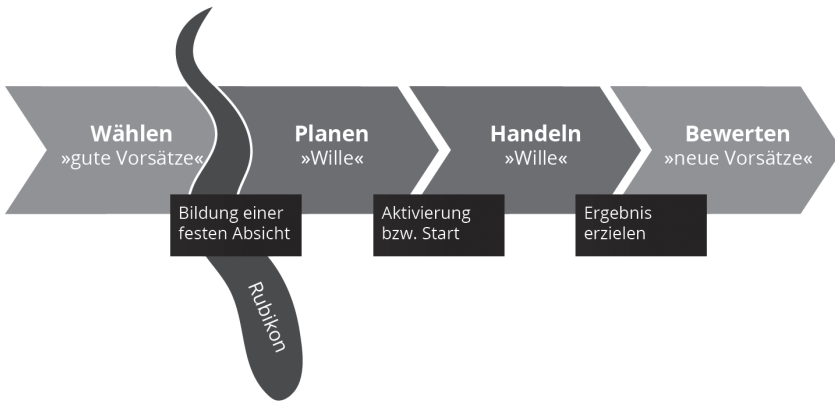 Wählen
»gute Vorsätze«
Planen
»Wille«
Handeln
»Wille«
Bewerten
»neue Vorsätze«
Bildung einer
festen Absicht
Aktivierung
bzw. Start
Ergebnis
erzielen
Rubikon